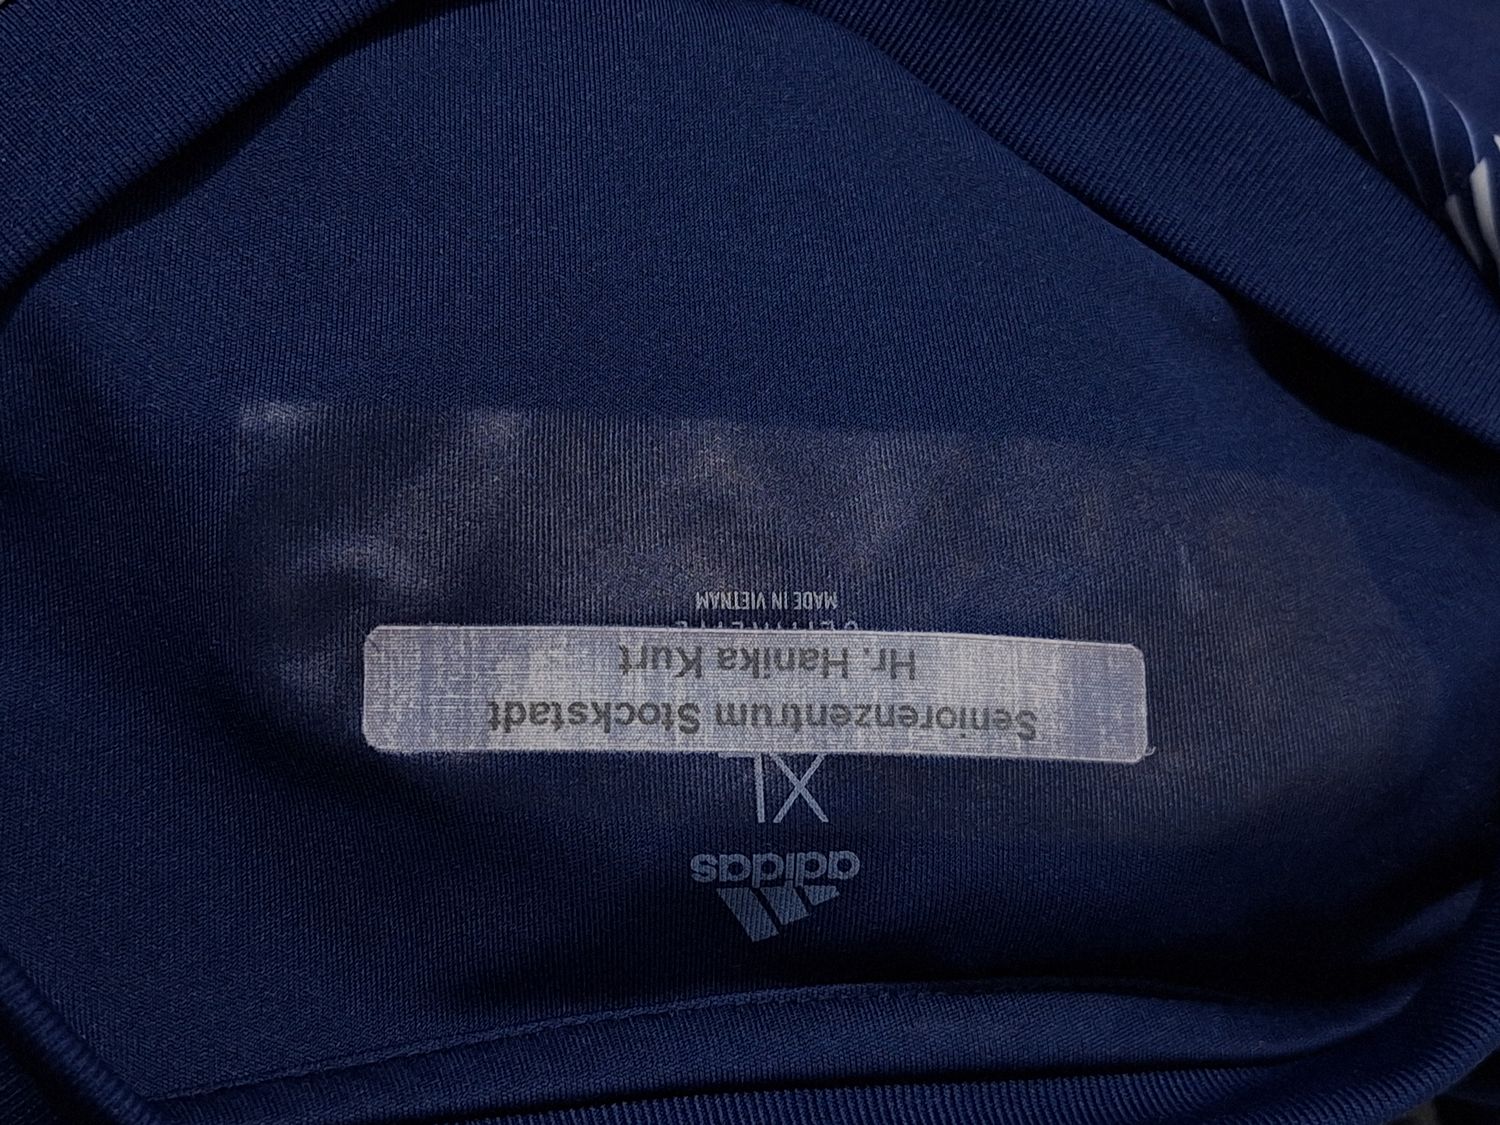 adidas
XL
Seniorenzentrum Stockstadt
Hr. Hanika Kurt
MADE IN VIETNAM